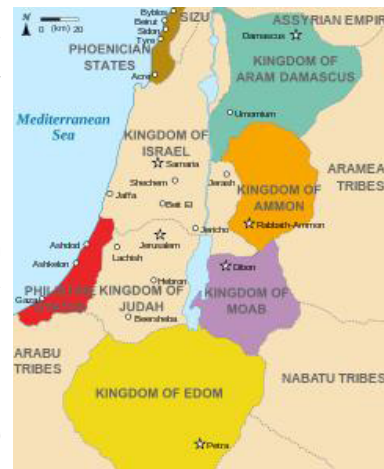 N
0 (km) 20
Byblos
Beirut
Sidon
Tyre
SIZU
ASSYRIAN EMPIR
Damascus
PHOENICIAN
STATES
KINGDOM OF
ARAM DAMASCUS
Acre
Mediterranean
Sea
Urnomium
KINGDOM OF
ISRAEL
Samaria
Shechem
Jerash
ARAMEA
TRIBES
KINGDOM OF
AMMON
Jaffa
Beit El
Rabbath-Ammon
Jericho
Ashdod
Jerusalem
Lachish
Ashkelon
Dibon
Hebron
KINGDOM OF
JUDAH
KINGDOM OF
MOAB
Gaza
Beersheba
ARABU
TRIBES
NABATU TRIBES
KINGDOM OF EDOM
Petra